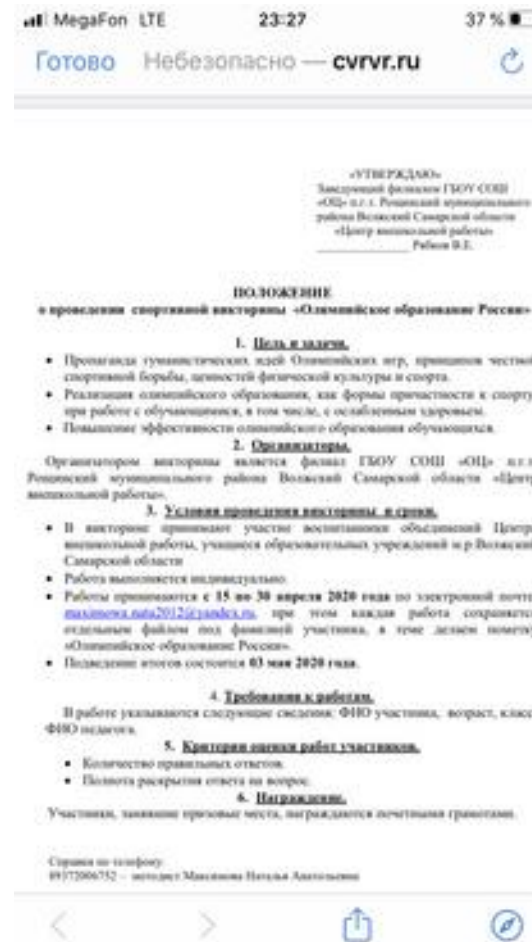 MegaFon LTE 23:27 37 %
Готово Небезопасно — cvrvr.ru
«УТВЕРЖДАЮ»
Заведующий филиалом ГБОУ СОШ
«ОЦ» п.г.т. Рощинский муниципального
района Волжский Самарской области
«Центр внешкольной работы»
В.Е.
ПОЛОЖЕНИЕ
о проведении спортивной викторины «Олимпийское образование России»
1. Цель и задачи.
• Пропаганда гуманистических идей Олимпийских игр, принципов честной
спортивной борьбы, ценностей физической культуры и спорта.
• Реализация олимпийского образования, как формы причастности к спорту
при работе с обучающимися, в том числе, с ослабленным здоровьем.
• Повышение эффективности олимпийского образования обучающихся.
2. Организаторы.
Организатором викторины является филиал ГБОУ СОШ «ОЦ» п.г.т.
Рощинский муниципального района Волжский Самарской области «Центр
внешкольной работы».
3. Условия проведения викторины и сроки.
• В викторине принимают участие воспитанники объединений Центра
внешкольной работы, учащиеся образовательных учреждений м.р.Волжский
Самарской области
• Работа выполняется индивидуально.
• Работы принимаются с 15 по 30 апреля 2020 года по электронной почте
maximowa.nata2012@yandex.ru, при этом каждая работа сохраняется
отдельным файлом под фамилией участника, в теме делаем пометку
«Олимпийское образование России».
• Подведение итогов состоится 03 мая 2020 года.
4. Требования к работам.
В работе указываются следующие сведения: ФИО участника, возраст, класс,
ФИО педагога.
5. Критерии оценки работ участников.
• Количество правильных ответов.
• Полнота раскрытия ответа на вопрос.
6. Награждение.
Участники, занявшие призовые места, награждаются почетными грамотами.
Справки по телефону:
89372006752 – методист Максимова Наталья Анатольевна